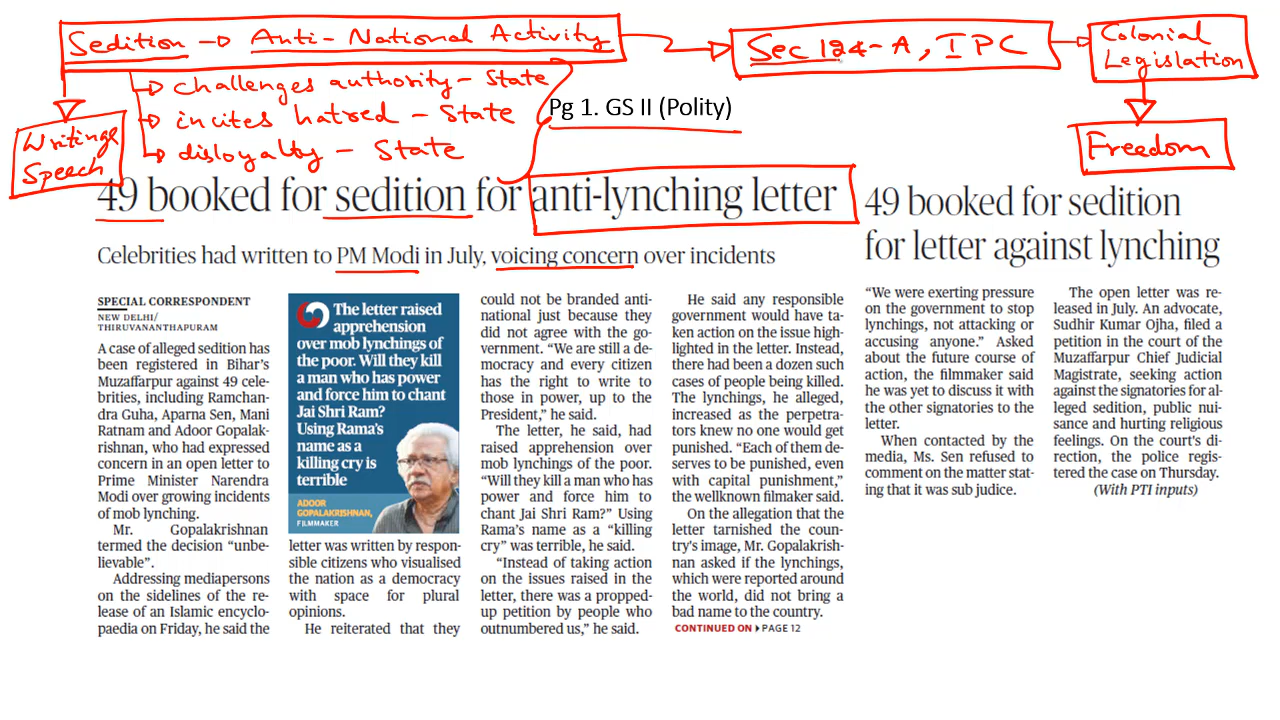 Sedition → Anti-National Activity
Sec 124-A, IPC
Colonial
Legislation
Freedom
challenges authority - State
incites hatred - State
disloyalty - State
Writings
Speech
Pg 1. GS II (Polity)
49 booked for sedition for anti-lynching letter
Celebrities had written to PM Modi in July, voicing concern over incidents
SPECIAL CORRESPONDENT
NEW DELHI/
THIRUVANANTHAPURAM
A case of alleged sedition has
been registered in Bihar's
Muzaffarpur against 49 cele-
brities, including Ramchan-
dra Guha, Aparna Sen, Mani
Ratnam and Adoor Gopalak-
rishnan, who had expressed
concern in an open letter to
Prime Minister Narendra
Modi over growing incidents
of mob lynching.
Mr. Gopalakrishnan
termed the decision "unbe-
lievable".
Addressing mediapersons
on the sidelines of the re-
lease of an Islamic encyclo-
paedia on Friday, he said the
The letter raised
apprehension
over mob lynchings of
the poor. Will they kill
a man who has power
and force him to chant
Jai Shri Ram?
Using Rama's
name as a
killing cry is
terrible
ADOOR
GOPALAKRISHNAN,
FILMMAKER
letter was written by respon-
sible citizens who visualised
the nation as a democracy
with space for plural
opinions.
He reiterated that they
could not be branded anti-
national just because they
did not agree with the go-
vernment. "We are still a de-
mocracy and every citizen
has the right to write to
those in power, up to the
President," he said.
The letter, he said, had
raised apprehension over
mob lynchings of the poor.
"Will they kill a man who has
power and force him to
chant Jai Shri Ram?" Using
Rama's name as a "killing
cry" was terrible, he said.
"Instead of taking action
on the issues raised in the
letter, there was a propped-
up petition by people who
outnumbered us," he said.
He said any responsible
government would have ta-
ken action on the issue high-
lighted in the letter. Instead,
there had been a dozen such
cases of people being killed.
The lynchings, he alleged,
increased as the perpetra-
tors knew no one would get
punished. "Each of them de-
serves to be punished, even
with capital punishment,"
the wellknown filmaker said.
On the allegation that the
letter tarnished the coun-
try's image, Mr. Gopalakrish-
nan asked if the lynchings,
which were reported around
the world, did not bring a
bad name to the country.
CONTINUED ON ▶ PAGE 12
49 booked for sedition
for letter against lynching
"We were exerting pressure
on the government to stop
lynchings, not attacking or
accusing anyone." Asked
about the future course of
action, the filmmaker said
he was yet to discuss it with
the other signatories to the
letter.
When contacted by the
media, Ms. Sen refused to
comment on the matter stat-
ing that it was sub judice.
The open letter was re-
leased in July. An advocate,
Sudhir Kumar Ojha, filed a
petition in the court of the
Muzaffarpur Chief Judicial
Magistrate, seeking action
against the signatories for al-
leged sedition, public nui-
sance and hurting religious
feelings. On the court's di-
rection, the police regis-
tered the case on Thursday.
(With PTI inputs)